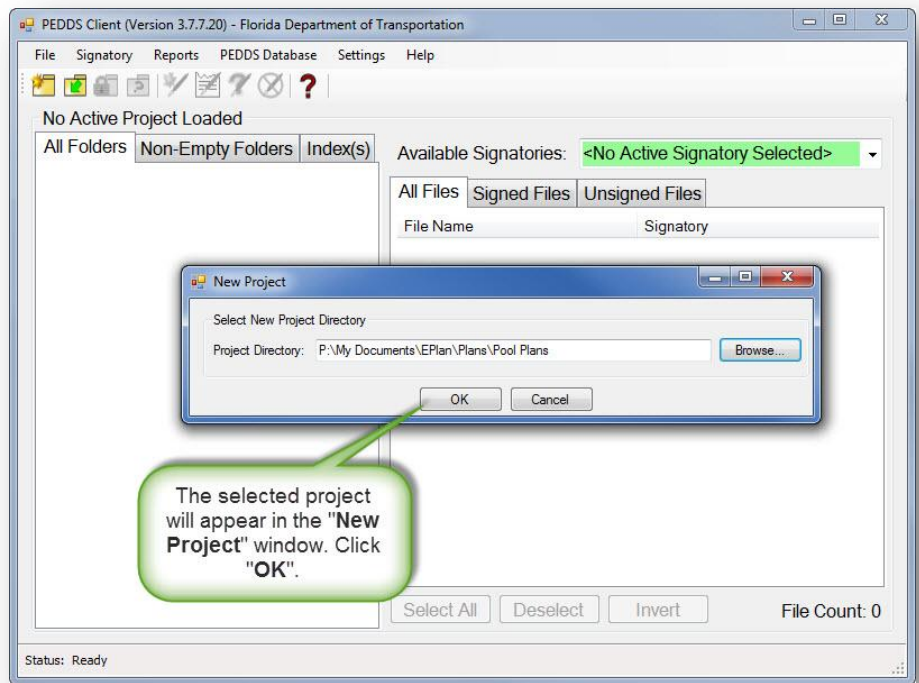 PEDDS Client (Version 3.7.7.20) - Florida Department of Transportation
File Signatory Reports PEDDS Database Settings Help
No Active Project Loaded
All Folders Non-Empty Folders Index(s)
Available Signatories: <No Active Signatory Selected>
All Files Signed Files Unsigned Files
File Name Signatory
New Project
Select New Project Directory
Project Directory: P:\My Documents\EPlan\Plans\Pool Plans Browse...
OK Cancel
The selected project
will appear in the "New
Project" window. Click
"OK".
Select All Deselect Invert File Count: 0
Status: Ready